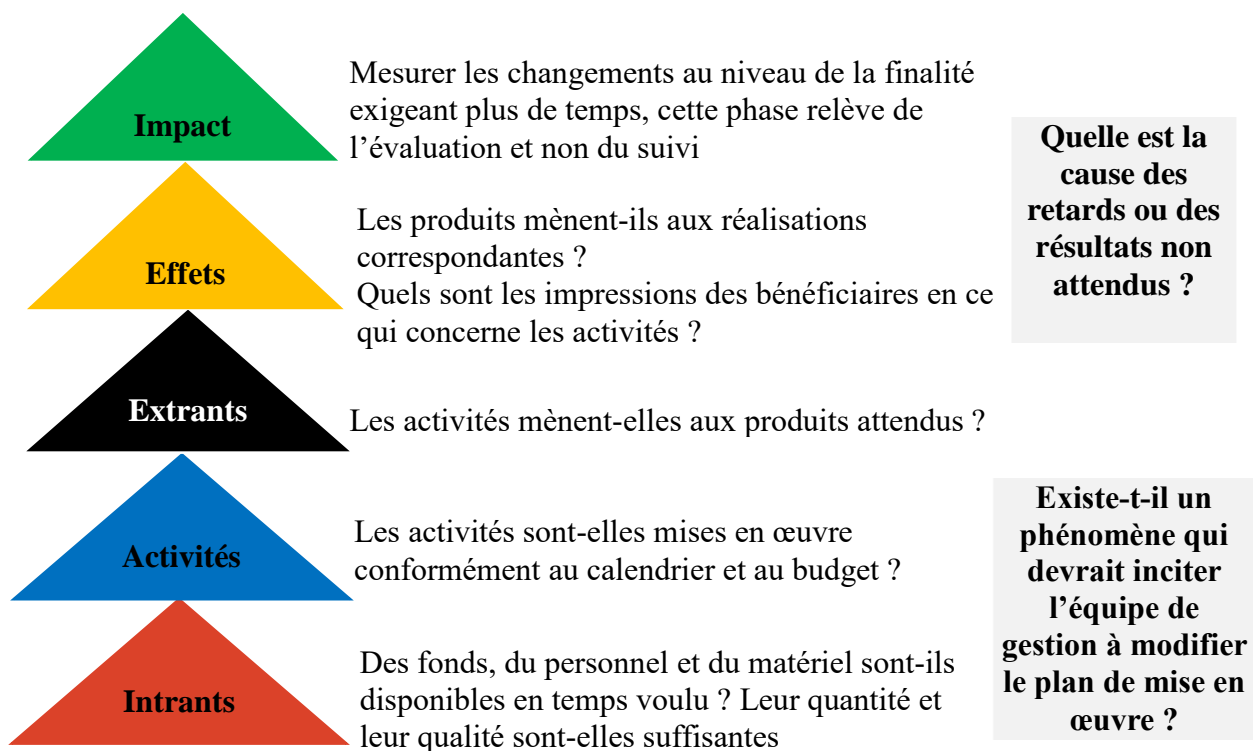 Impact
Mesurer les changements au niveau de la finalité
exigeant plus de temps, cette phase relève de
l’évaluation et non du suivi
Effets
Les produits mènent-ils aux réalisations
correspondantes ?
Quels sont les impressions des bénéficiaires en ce
qui concerne les activités ?
Extrants
Les activités mènent-elles aux produits attendus ?
Activités
Les activités sont-elles mises en œuvre
conformément au calendrier et au budget ?
Intrants
Des fonds, du personnel et du matériel sont-ils
disponibles en temps voulu ? Leur quantité et
leur qualité sont-elles suffisantes
Quelle est la
cause des
retards ou des
résultats non
attendus ?
Existe-t-il un
phénomène qui
devrait inciter
l’équipe de
gestion à modifier
le plan de mise en
œuvre ?